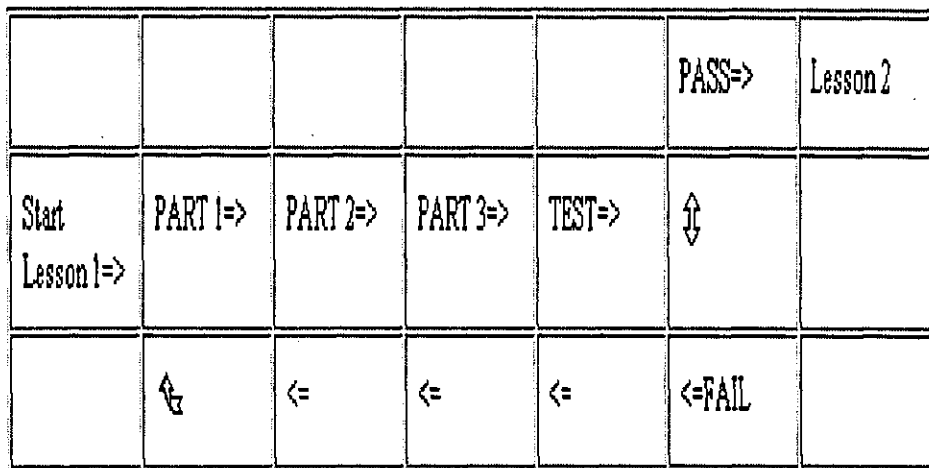 PASS=> Lesson 2
Start PART 1=> PART 2=> PART 3=> TEST=> ⇕
Lesson 1=>
<= <= <= <=FAIL